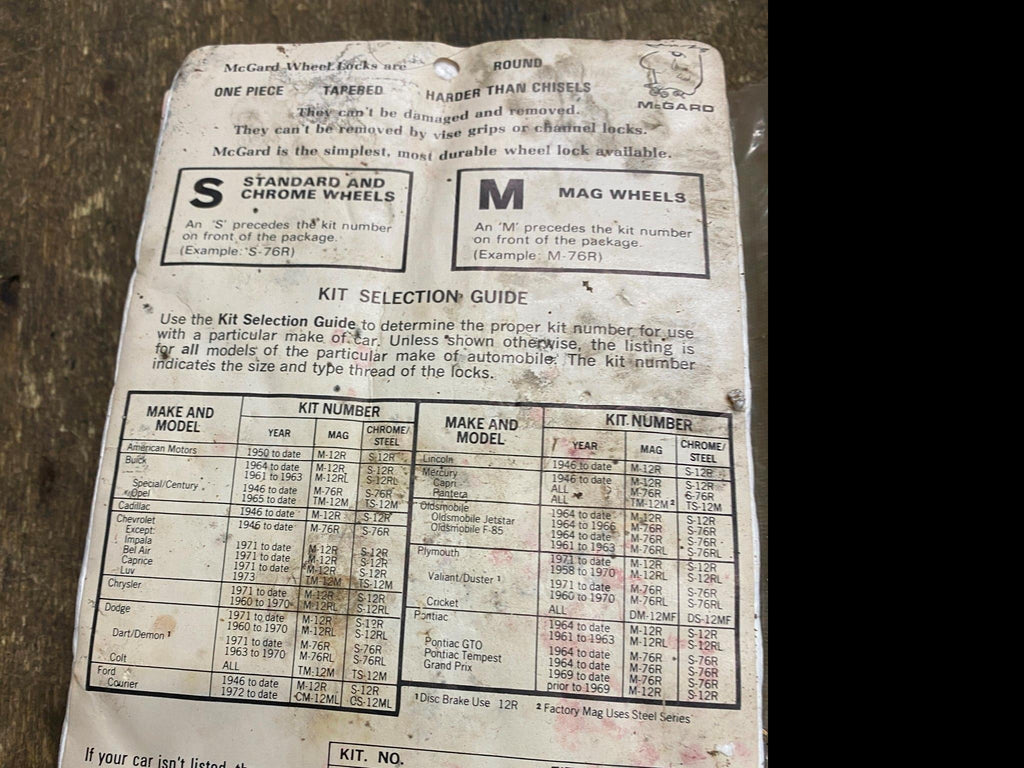 McGard Wheel Locks are ROUND
ONE PIECE TAPERED HARDER THAN CHISELS
McGARD
They can't be damaged and removed.
They can't be removed by vise grips or channel locks.
McGard is the simplest, most durable wheel lock available.
S STANDARD AND CHROME WHEELS
An 'S' precedes the kit number
on front of the package.
(Example: 'S-76R)
M MAG WHEELS
An 'M' precedes the kit number
on front of the package.
(Example: M-76R)
KIT SELECTION GUIDE
Use the Kit Selection Guide to determine the proper kit number for use
with a particular make of car. Unless shown otherwise, the listing is
for all models of the particular make of automobile. The kit number
indicates the size and type thread of the locks.
MAKE AND MODEL KIT NUMBER
YEAR MAG CHROME/STEEL
American Motors 1950 to date M-12R S-12R
Buick 1964 to date M-12R S-12R
1961 to 1963 M-12RL S-12RL
Special/Century 1946 to date M-76R S-76R
Opel 1965 to date TM-12M TS-12M
Cadillac 1946 to date M-12R S-12R
Chevrolet 1946 to date M-76R S-76R
Except:
Impala 1971 to date M-12R S-12R
Bel Air 1971 to date M-12R S-12R
Caprice 1971 to date M-12R S-12R
Luv 1973 TM-12M TS-12M
Chrysler 1971 to date M-12R S-12R
1960 to 1970 M-12RL S-12RL
Dodge 1971 to date M-12R S-12R
1960 to 1970 M-12RL S-12RL
Dart/Demon 1 1971 to date M-76R S-76R
1963 to 1970 M-76RL S-76RL
Colt ALL TM-12M TS-12M
Ford 1946 to date M-12R S-12R
Courier 1972 to date CM-12ML CS-12ML
MAKE AND MODEL KIT NUMBER
YEAR MAG CHROME/STEEL
Lincoln 1946 to date M-12R S-12R
Mercury 1946 to date M-12R S-12R
Capri ALL M-76R S-76R
Pantera ALL TM-12M 2 TS-12M
Oldsmobile 1964 to date M-12R S-12R
Oldsmobile Jetstar 1964 to 1966 M-76R S-76R
Oldsmobile F-85 1964 to date M-76R S-76R
1961 to 1963 M-76RL S-76RL
Plymouth 1971 to date M-12R S-12R
1958 to 1970 M-12RL S-12RL
Valiant/Duster 1 1971 to date M-76R S-76R
1960 to 1970 M-76RL S-76RL
Cricket ALL DM-12MF DS-12MF
Pontiac 1964 to date M-12R S-12R
1961 to 1963 M-12RL S-12RL
Pontiac GTO 1964 to date M-76R S-76R
Pontiac Tempest 1964 to date M-76R S-76R
Grand Prix 1969 to date M-76R S-76R
prior to 1969 M-12R S-12R
1 Disc Brake Use 12R 2 Factory Mag Uses Steel Series
If your car isn't listed,
KIT. NO.